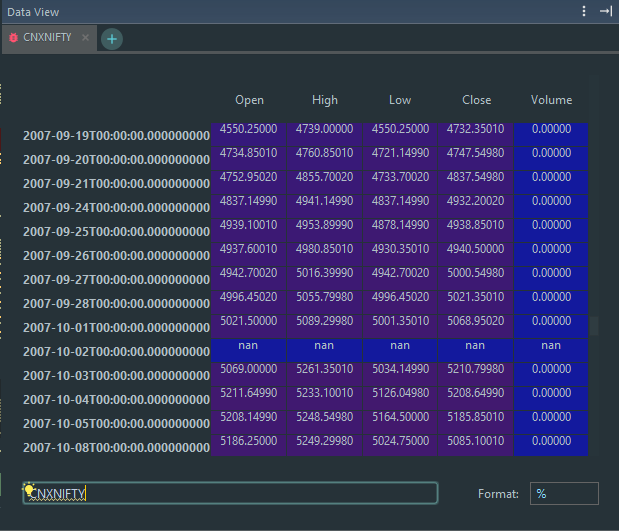 Data View
CNXNIFTY
Open High Low Close Volume
2007-09-19T00:00:00.000000000 4550.25000 4739.00000 4550.25000 4732.35010 0.00000
2007-09-20T00:00:00.000000000 4734.85010 4760.85010 4721.14990 4747.54980 0.00000
2007-09-21T00:00:00.000000000 4752.95020 4855.70020 4733.70020 4837.54980 0.00000
2007-09-24T00:00:00.000000000 4837.14990 4941.14990 4837.14990 4932.20020 0.00000
2007-09-25T00:00:00.000000000 4939.10010 4953.89990 4878.14990 4938.85010 0.00000
2007-09-26T00:00:00.000000000 4937.60010 4980.85010 4930.35010 4940.50000 0.00000
2007-09-27T00:00:00.000000000 4942.70020 5016.39990 4942.70020 5000.54980 0.00000
2007-09-28T00:00:00.000000000 4996.45020 5055.79980 4996.45020 5021.35010 0.00000
2007-10-01T00:00:00.000000000 5021.50000 5089.29980 5001.35010 5068.95020 0.00000
2007-10-02T00:00:00.000000000 nan nan nan nan nan
2007-10-03T00:00:00.000000000 5069.00000 5261.35010 5034.14990 5210.79980 0.00000
2007-10-04T00:00:00.000000000 5211.64990 5233.10010 5126.04980 5208.64990 0.00000
2007-10-05T00:00:00.000000000 5208.14990 5248.54980 5164.50000 5185.85010 0.00000
2007-10-08T00:00:00.000000000 5186.25000 5249.29980 5024.75000 5085.10010 0.00000
CNXNIFTY Format: %